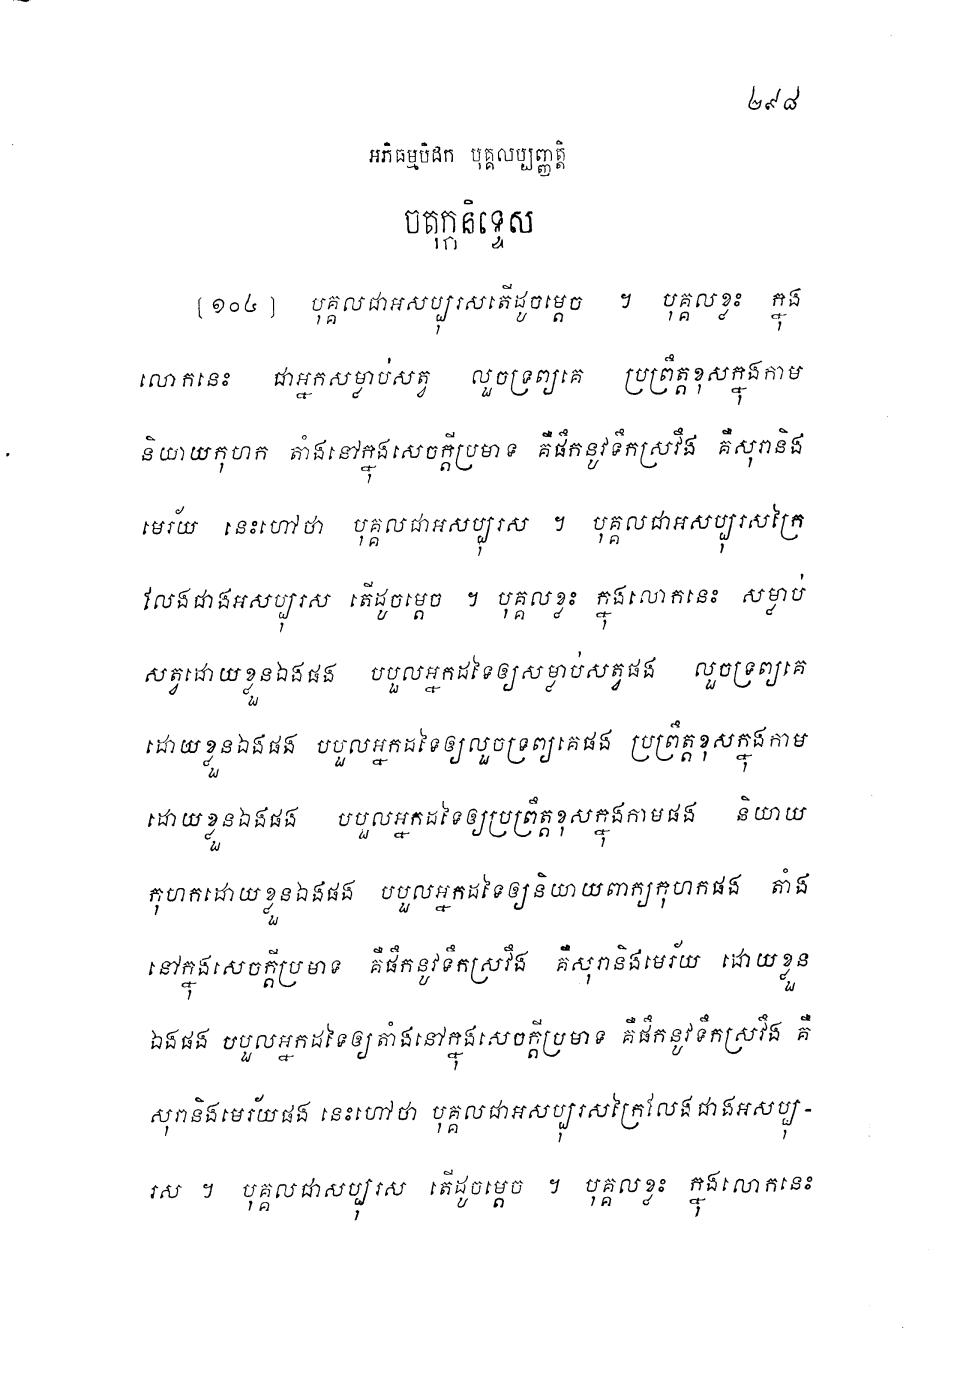 ២៩៨
អភិធម្មបិដក បុគ្គលប្បញ្ញត្តិ
ចតុក្កនិទ្ទេស
[១០៤] បុគ្គលជាអសប្បុរសតើដូចម្តេច ។ បុគ្គលខ្លះ ក្នុង
លោកនេះ ជាអ្នកសម្លាប់សត្វ លួចទ្រព្យគេ ប្រព្រឹត្តខុសក្នុងកាម
និយាយកុហក តាំងនៅក្នុងសេចក្តីប្រមាទ គឺផឹកនូវទឹកស្រវឹង គឺសុរានិង
មេរ័យ នេះហៅថា បុគ្គលជាអសប្បុរស ។ បុគ្គលជាអសប្បុរសក្រៃ
លែងជាងអសប្បុរស តើដូចម្តេច ។ បុគ្គលខ្លះ ក្នុងលោកនេះ សម្លាប់
សត្វដោយខ្លួនឯងផង បបួលអ្នកដទៃឲ្យសម្លាប់សត្វផង លួចទ្រព្យគេ
ដោយខ្លួនឯងផង បបួលអ្នកដទៃឲ្យលួចទ្រព្យគេផង ប្រព្រឹត្តខុសក្នុងកាម
ដោយខ្លួនឯងផង បបួលអ្នកដទៃឲ្យប្រព្រឹត្តខុសក្នុងកាមផង និយាយ
កុហកដោយខ្លួនឯងផង បបួលអ្នកដទៃឲ្យនិយាយពាក្យកុហកផង តាំង
នៅក្នុងសេចក្តីប្រមាទ គឺផឹកនូវទឹកស្រវឹង គឺសុរានិងមេរ័យ ដោយខ្លួន
ឯងផង បបួលអ្នកដទៃឲ្យតាំងនៅក្នុងសេចក្តីប្រមាទ គឺផឹកនូវទឹកស្រវឹង គឺ
សុរានិងមេរ័យផង នេះហៅថា បុគ្គលជាអសប្បុរសក្រៃលែងជាងអសប្បុ-
រស ។ បុគ្គលជាសប្បុរស តើដូចម្តេច ។ បុគ្គលខ្លះ ក្នុងលោកនេះ